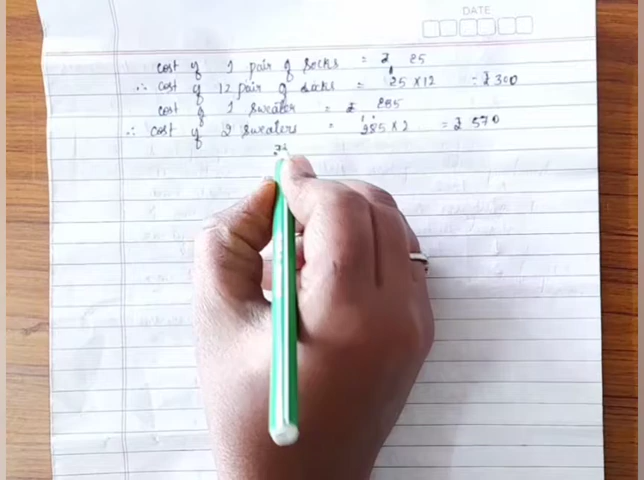 DATE
cost of 1 pair of socks = ₹ 25
∴ cost of 12 pair of socks = 25 × 12 = ₹ 300
cost of 1 sweater = ₹ 285
∴ cost of 2 sweaters = 285 × 2 = ₹ 570